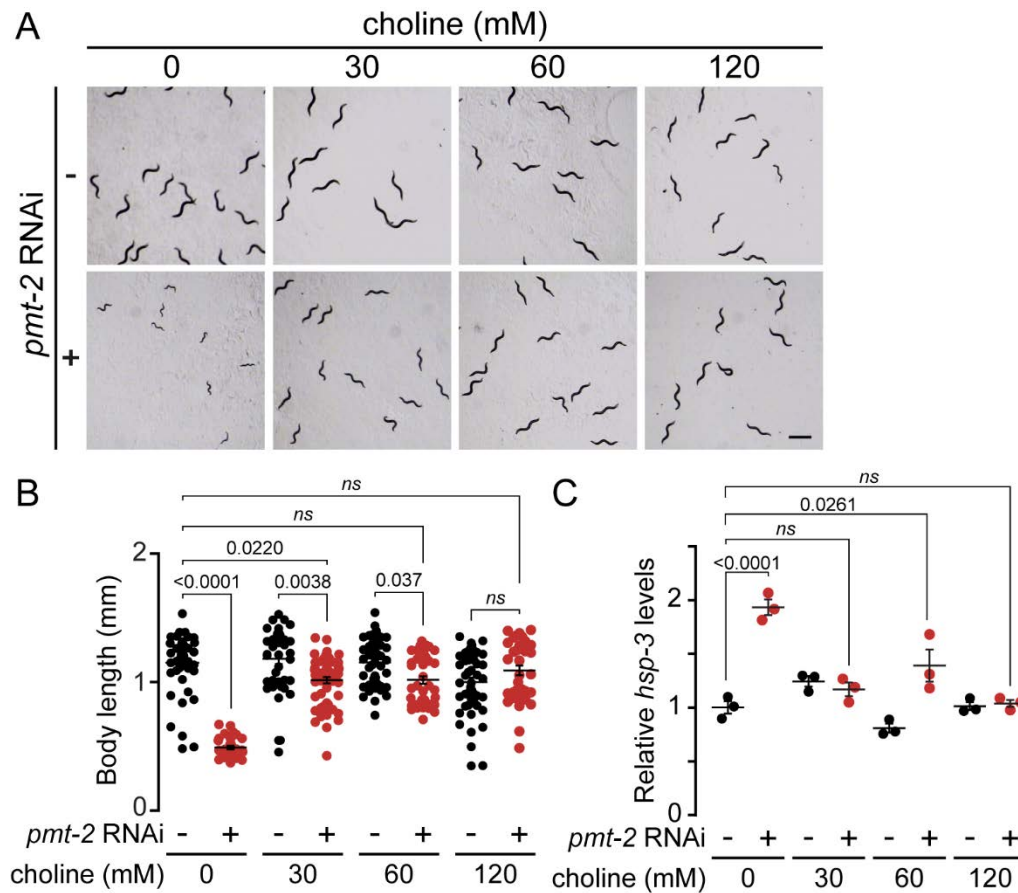 A
choline (mM)
0 30 60 120
pmt-2 RNAi
-
+
B
ns
ns
0.0220
<0.0001
0.0038
0.037
ns
2
1
0
Body length (mm)
pmt-2 RNAi - + - + - + - +
choline (mM) 0 30 60 120
C
ns
0.0261
ns
<0.0001
2
1
0
Relative hsp-3 levels
pmt-2 RNAi - + - + - + - +
choline (mM) 0 30 60 120